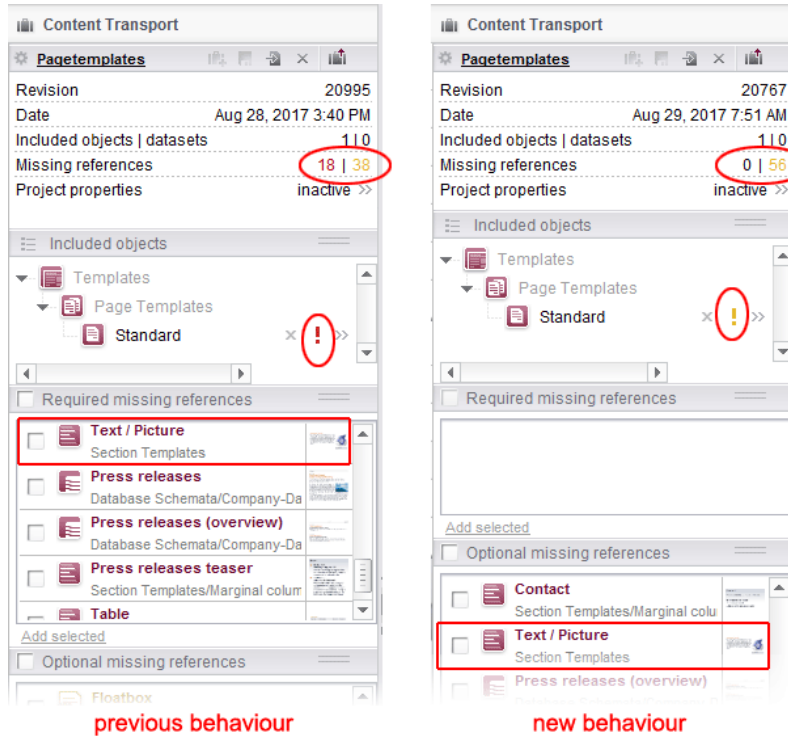 Content Transport
Pagetemplates
Revision 20995
Date Aug 28, 2017 3:40 PM
Included objects | datasets 1 | 0
Missing references 18 | 38
Project properties inactive
Included objects
Templates
Page Templates
Standard
Required missing references
Text / Picture
Section Templates
Press releases
Database Schemata/Company-Da
Press releases (overview)
Database Schemata/Company-Da
Press releases teaser
Section Templates/Marginal colum
Table
Add selected
Optional missing references
Floatbox
previous behaviour
Content Transport
Pagetemplates
Revision 20767
Date Aug 29, 2017 7:51 AM
Included objects | datasets 1 | 0
Missing references 0 | 56
Project properties inactive
Included objects
Templates
Page Templates
Standard
Required missing references
Add selected
Optional missing references
Contact
Section Templates/Marginal colu
Text / Picture
Section Templates
Press releases (overview)
new behaviour